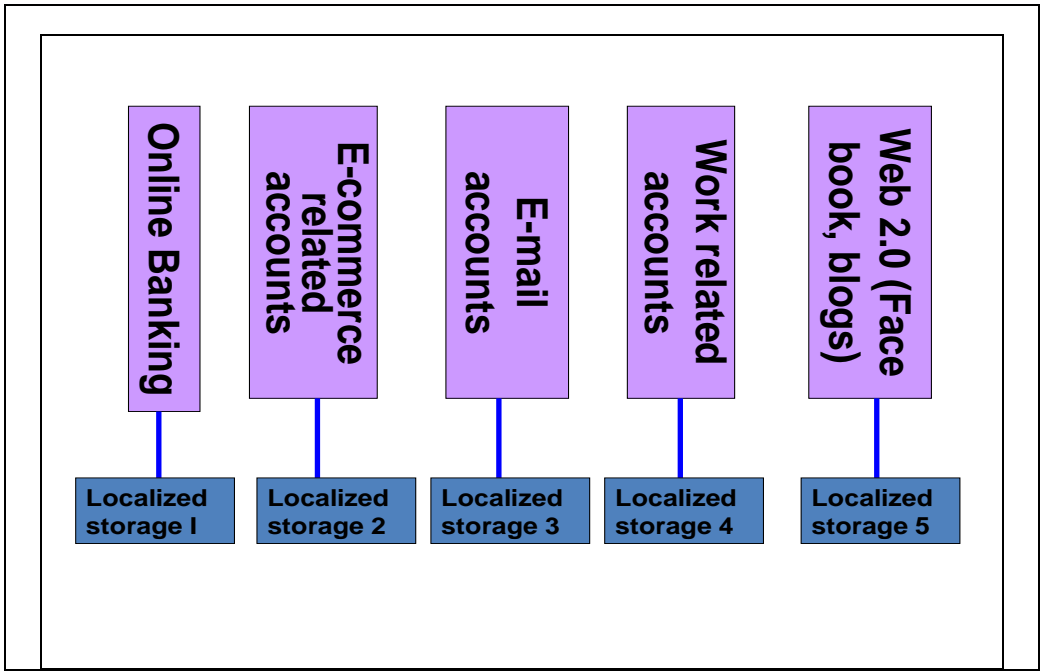 Online Banking
E-commerce
related
accounts
E-mail
accounts
Work related
accounts
Web 2.0 (Face
book, blogs)
Localized
storage I
Localized
storage 2
Localized
storage 3
Localized
storage 4
Localized
storage 5